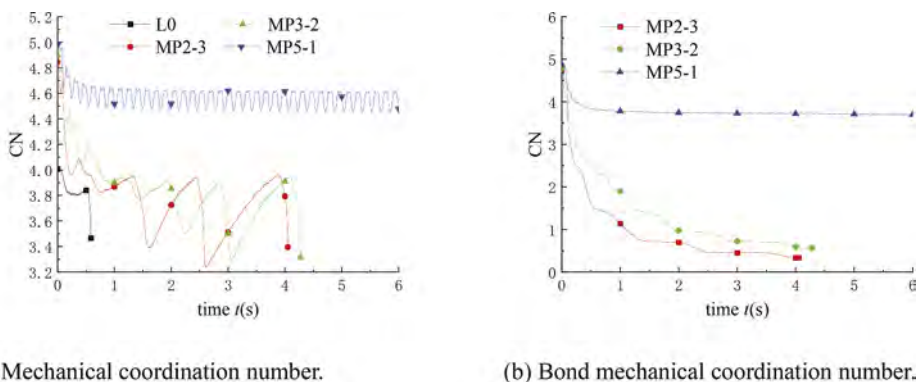 5.2
5.0
4.8
4.6
4.4
4.2
4.0
3.8
3.6
3.4
3.2
CN
L0
MP3-2
MP2-3
MP5-1
0 1 2 3 4 5 6
time t(s)
Mechanical coordination number.
6
5
4
3
2
1
0
CN
MP2-3
MP3-2
MP5-1
0 1 2 3 4 5 6
time t(s)
(b) Bond mechanical coordination number.